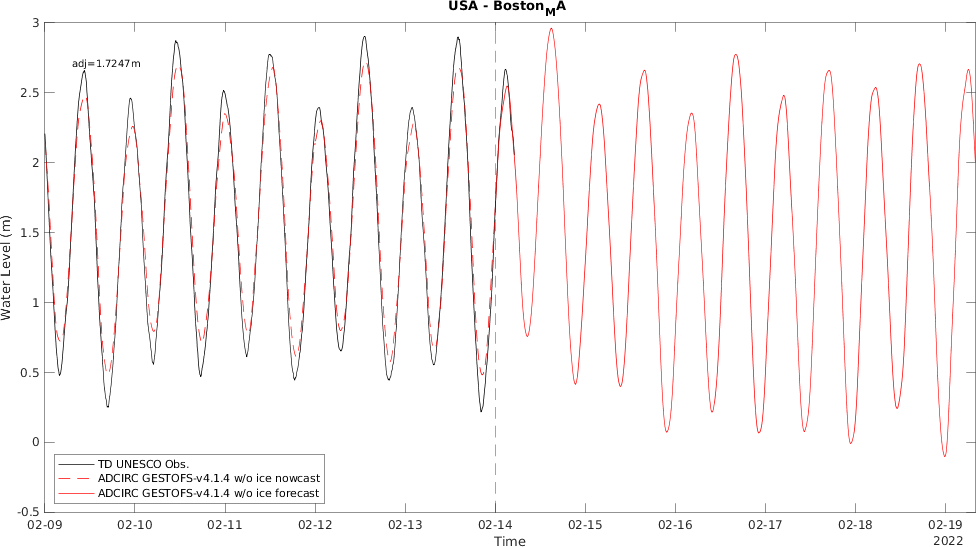 USA - BostonMA
adj=1.7247m
3
2.5
2
1.5
1
0.5
0
-0.5
Water Level (m)
TD UNESCO Obs.
ADCIRC GESTOFS-v4.1.4 w/o ice nowcast
ADCIRC GESTOFS-v4.1.4 w/o ice forecast
02-09 02-10 02-11 02-12 02-13 02-14 02-15 02-16 02-17 02-18 02-19
Time
2022